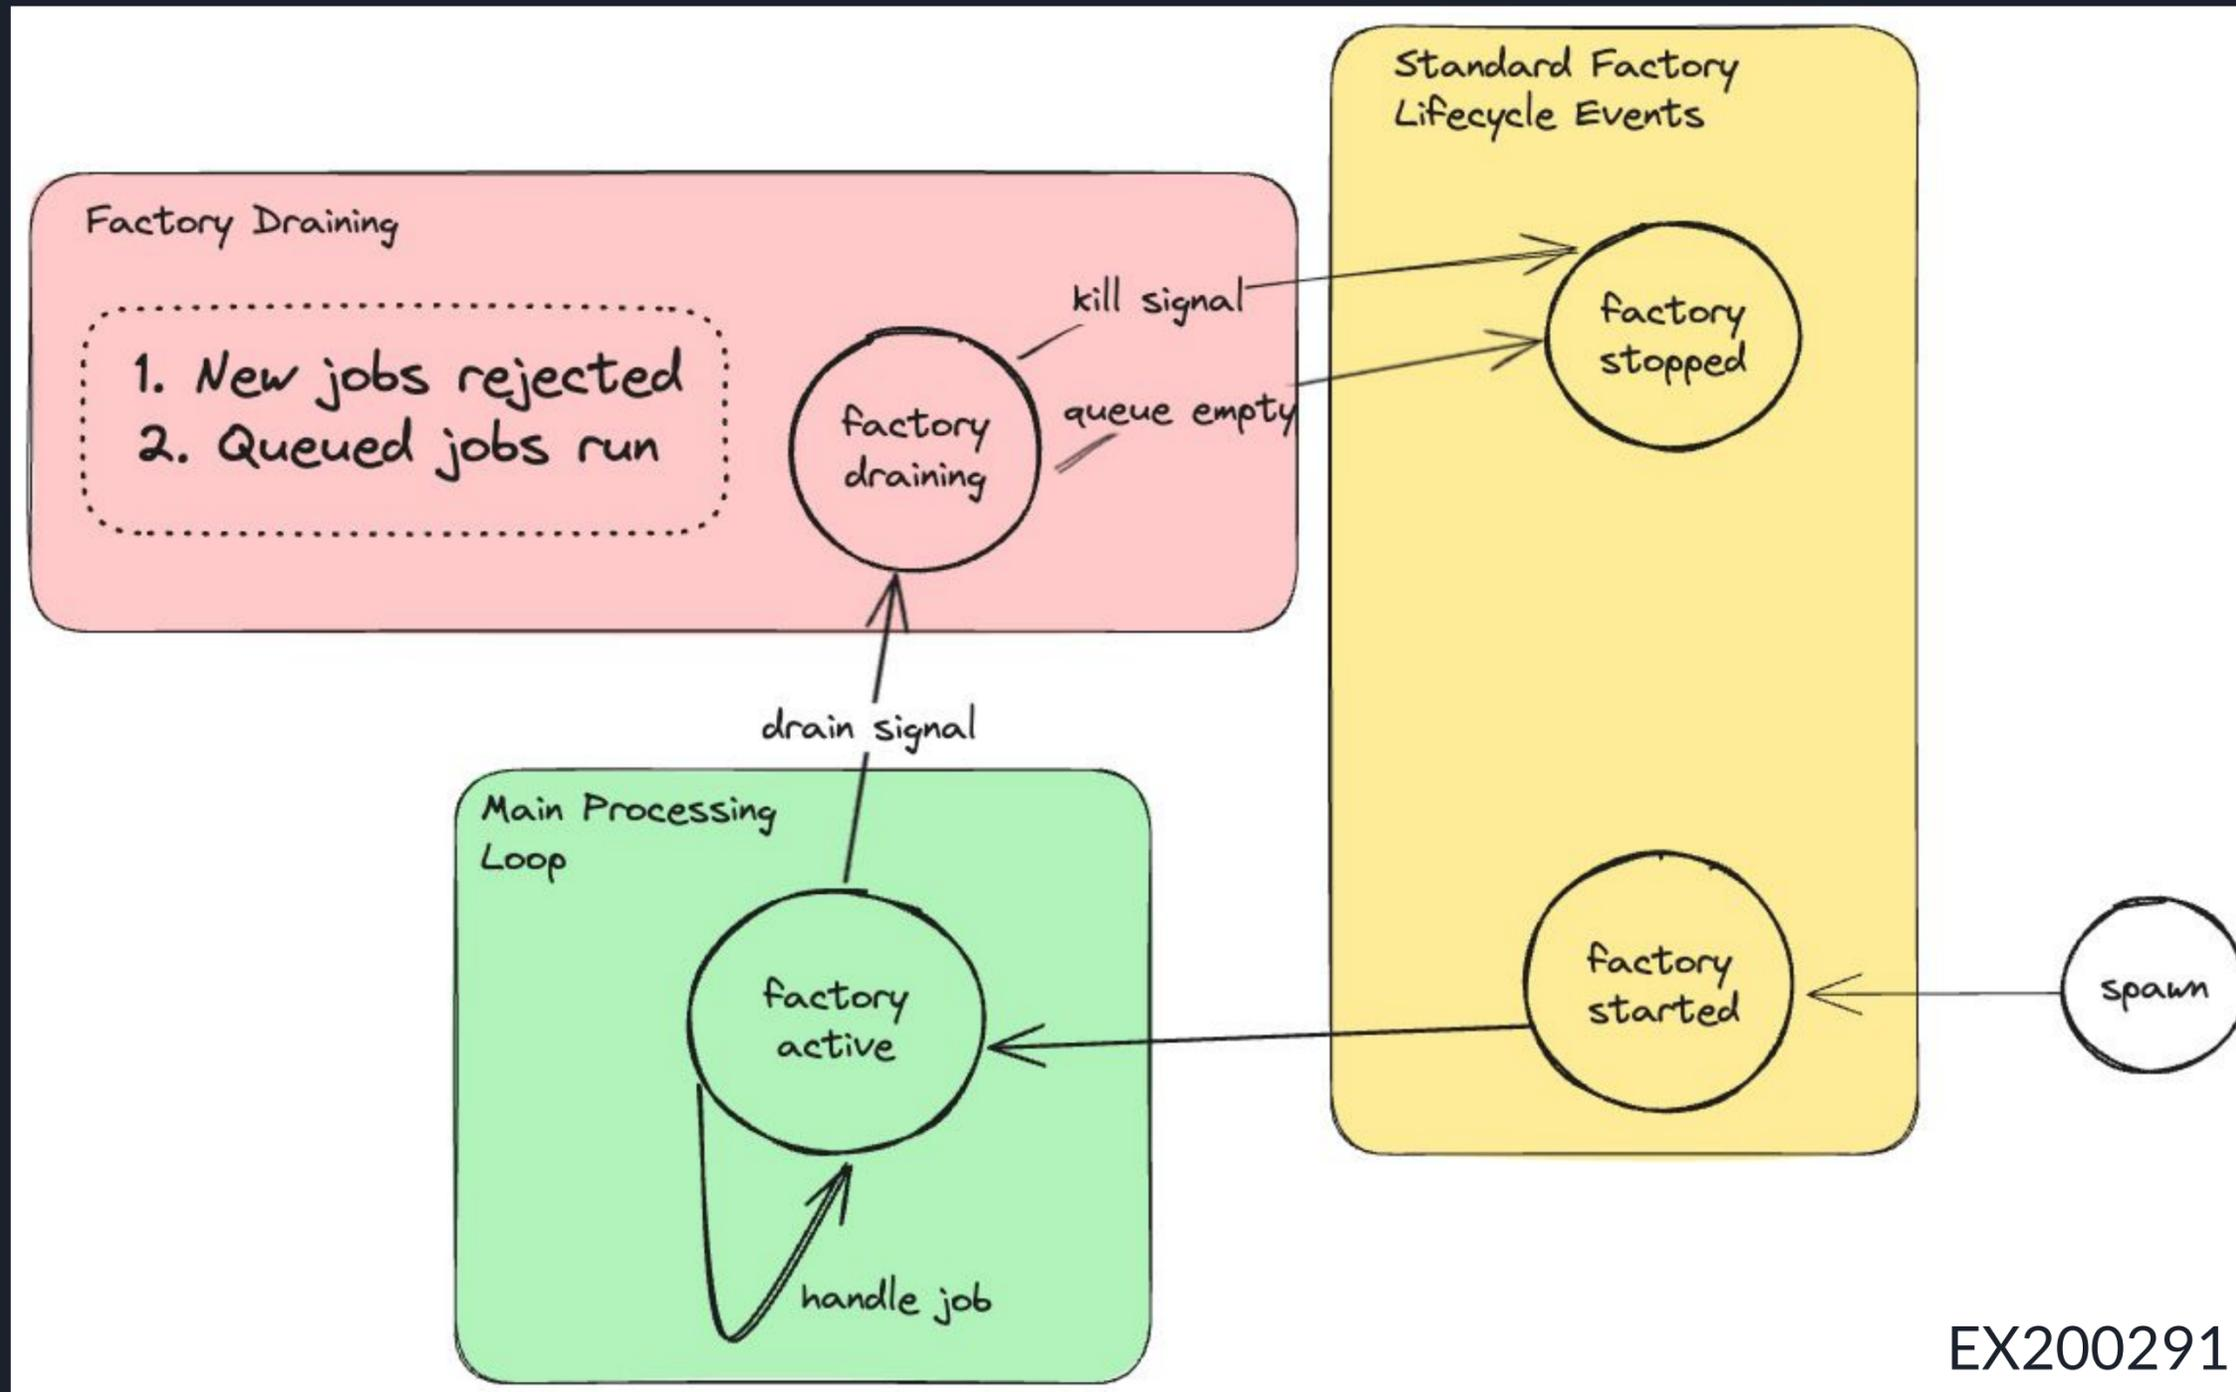 Standard Factory
Lifecycle Events
Factory Draining
1. New jobs rejected
2. Queued jobs run
factory
draining
kill signal
queue empty
factory
stopped
drain signal
Main Processing
Loop
factory
active
handle job
factory
started
spawn
EX200291